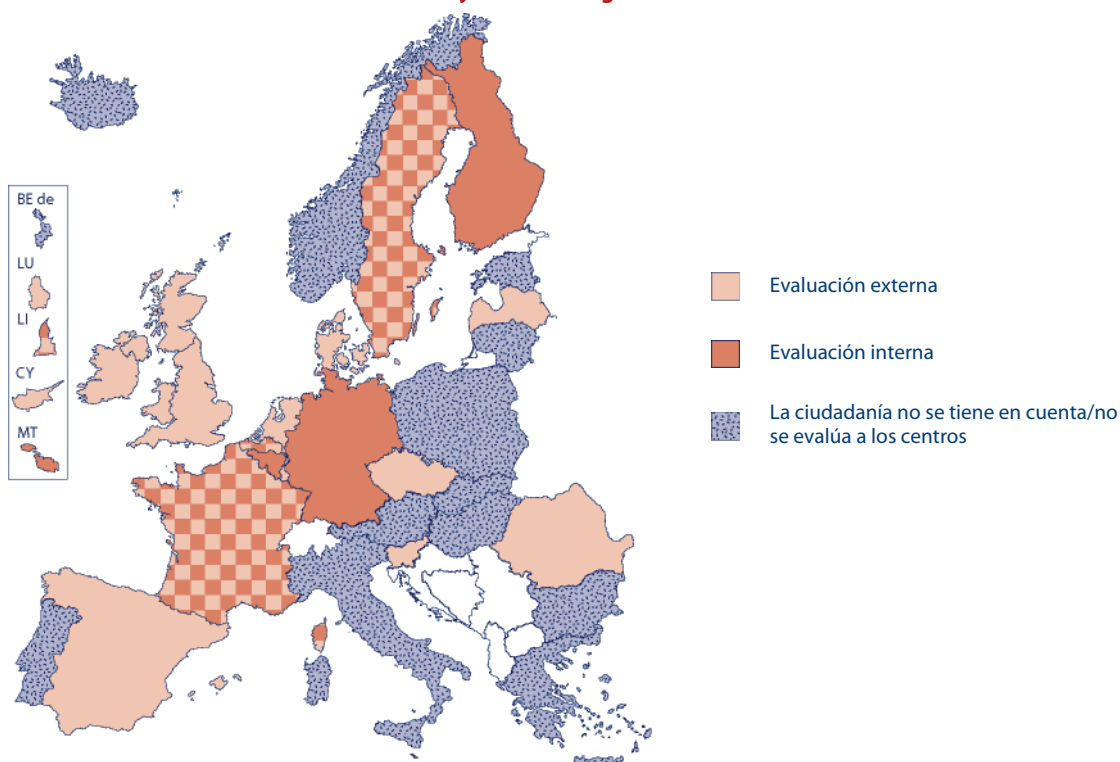 BE de
LU
LI
CY
MT
Evaluación externa
Evaluación interna
La ciudadanía no se tiene en cuenta/no
se evalúa a los centros